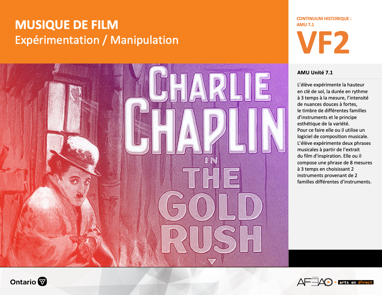 MUSIQUE DE FILM
Expérimentation / Manipulation
CONTINUUM HISTORIQUE :
AMU 7.1
VF2
AMU Unité 7.1
L'élève expérimente la hauteur
en clé de sol, la durée en rythme
à 3 temps à la mesure, l'intensité
de nuances douces à fortes,
le timbre de différentes familles
d'instruments et le principe
esthétique de la variété.
Pour ce faire elle ou il utilise un
logiciel de composition musicale.
L'élève expérimente deux phrases
musicales à partir de l'extrait
du film d'inspiration. Elle ou il
compose une phrase de 8 mesures
à 3 temps en choisissant 2
instruments provenant de 2
familles différentes d'instruments.
CHARLIE
CHAPLIN
IN
THE
GOLD
RUSH
Ontario
AFEAO
arts en direct